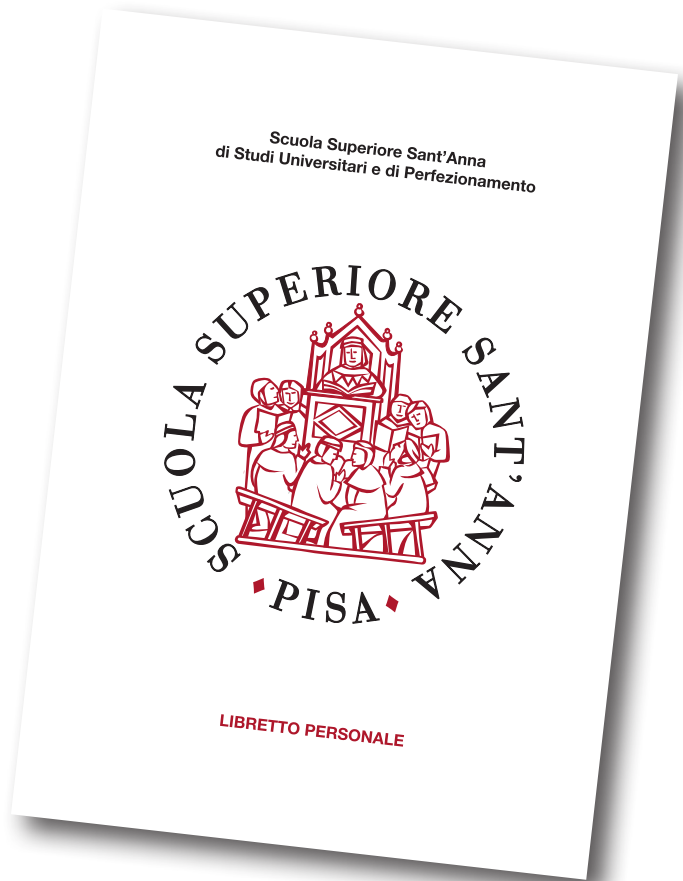 Scuola Superiore Sant'Anna
di Studi Universitari e di Perfezionamento
SCUOLA SUPERIORE SANT'ANNA
PISA
LIBRETTO PERSONALE